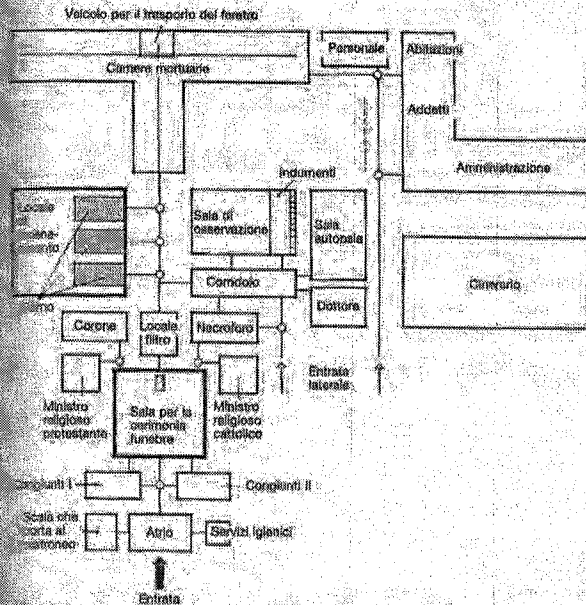 Veicolo per il trasporto del feretro
Camere mortuarie
Personale
Abitazioni
Addetti
Amministrazione
Indumenti
Locale
Sala di
osservazione
Sala
autopsia
Corridoio
Dottore
Cinerario
Corone
Locale
filtro
Necroforo
Entrata
laterale
Ministro
religioso
protestante
Sala per la
cerimonia
funebre
Ministro
religioso
cattolico
Congiunti I
Congiunti II
Scala che
porta al
Atrio
Servizi igienici
Entrata